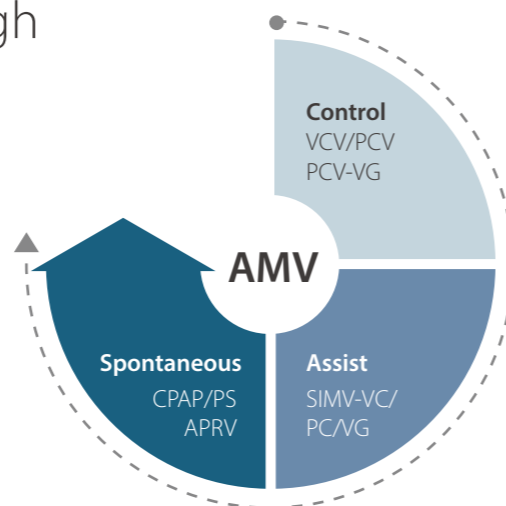 gh
Control
VCV/PCV
PCV-VG
AMV
Spontaneous
CPAP/PS
APRV
Assist
SIMV-VC/
PC/VG